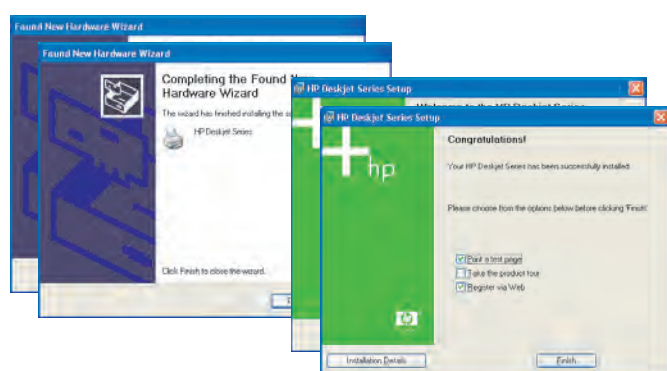 Found New Hardware Wizard
Found New Hardware Wizard
Completing the Found New
Hardware Wizard
The wizard has finished installing the
HP Deskjet Series
Click Finish to close the wizard.
HP Deskjet Series Setup
HP Deskjet Series Setup
hp
Congratulations!
Your HP Deskjet Series has been successfully installed.
Please choose from the options below before clicking 'Finish'
Print a test page
Take the product tour
Register via Web
hp
Installation Details
Finish